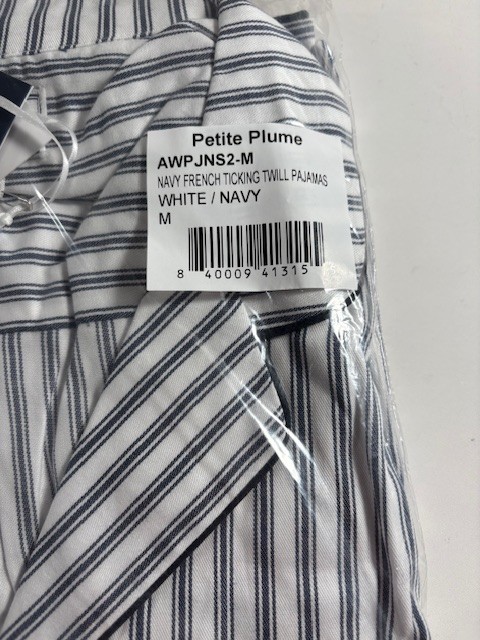 Petite Plume
AWPJNS2-M
NAVY FRENCH TICKING TWILL PAJAMAS
WHITE / NAVY
M
8 40009 41315